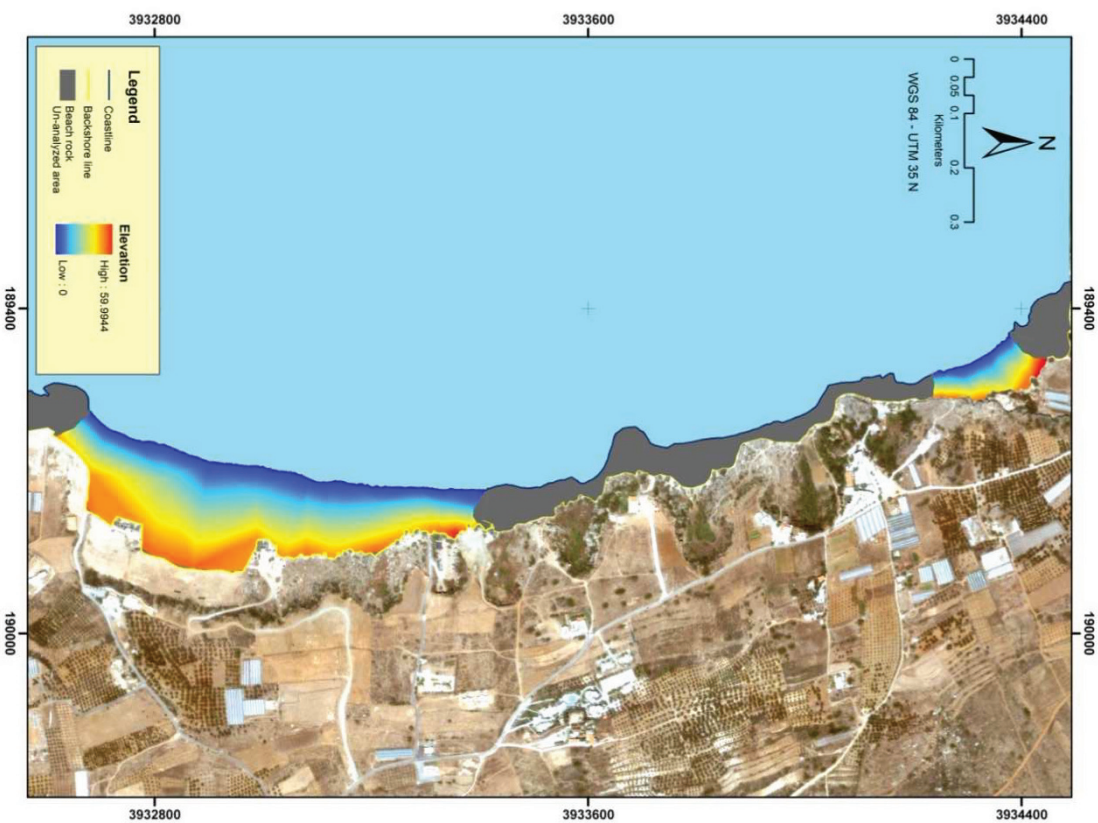 3932800
3933600
3934400
N
0 0.05 0.1 0.2 0.3
Kilometers
WGS 84 - UTM 35 N
Legend
Coastline
Backshore line
Beach rock
Un-analyzed area
Elevation
High : 59.9944
Low : 0
189400
189400
190000
190000
3932800
3933600
3934400